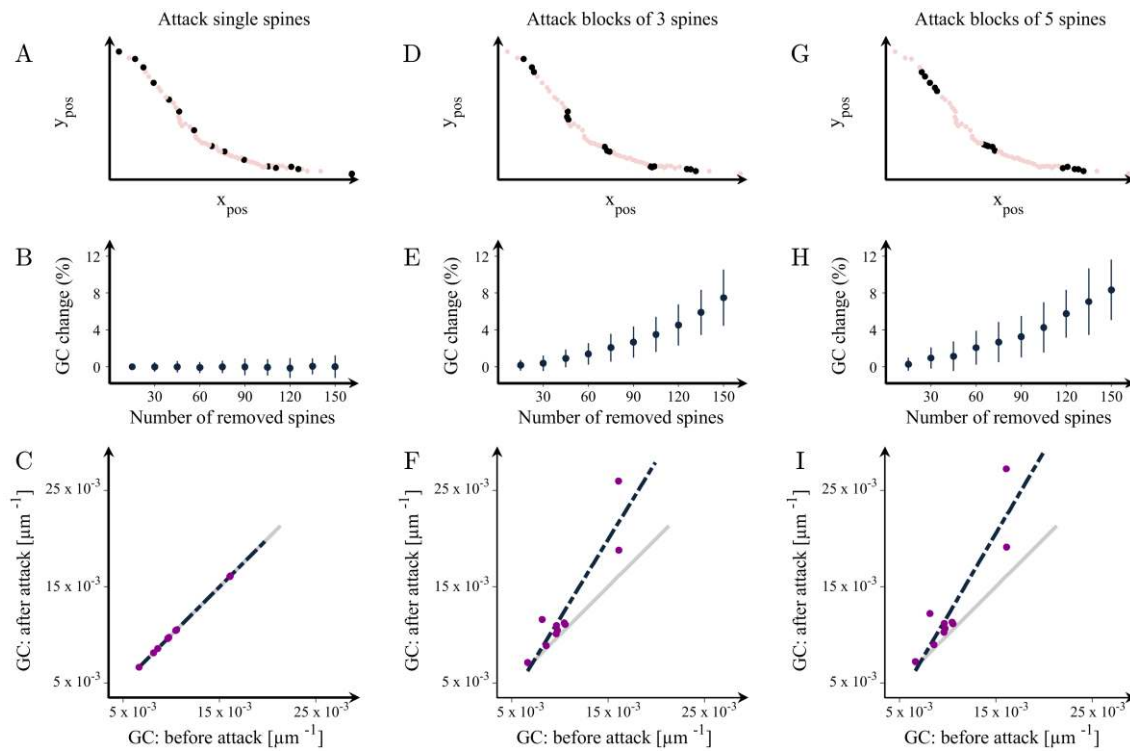 Attack single spines
Attack blocks of 3 spines
Attack blocks of 5 spines
A
y_pos
x_pos
D
y_pos
x_pos
G
y_pos
x_pos
B
GC change (%)
12
8
4
0
30 60 90 120 150
Number of removed spines
E
GC change (%)
12
8
4
0
30 60 90 120 150
Number of removed spines
H
GC change (%)
12
8
4
0
30 60 90 120 150
Number of removed spines
C
GC: after attack [µm⁻¹]
25 x 10⁻³
15 x 10⁻³
5 x 10⁻³
5 x 10⁻³ 15 x 10⁻³ 25 x 10⁻³
GC: before attack [µm⁻¹]
F
GC: after attack [µm⁻¹]
25 x 10⁻³
15 x 10⁻³
5 x 10⁻³
5 x 10⁻³ 15 x 10⁻³ 25 x 10⁻³
GC: before attack [µm⁻¹]
I
GC: after attack [µm⁻¹]
25 x 10⁻³
15 x 10⁻³
5 x 10⁻³
5 x 10⁻³ 15 x 10⁻³ 25 x 10⁻³
GC: before attack [µm⁻¹]